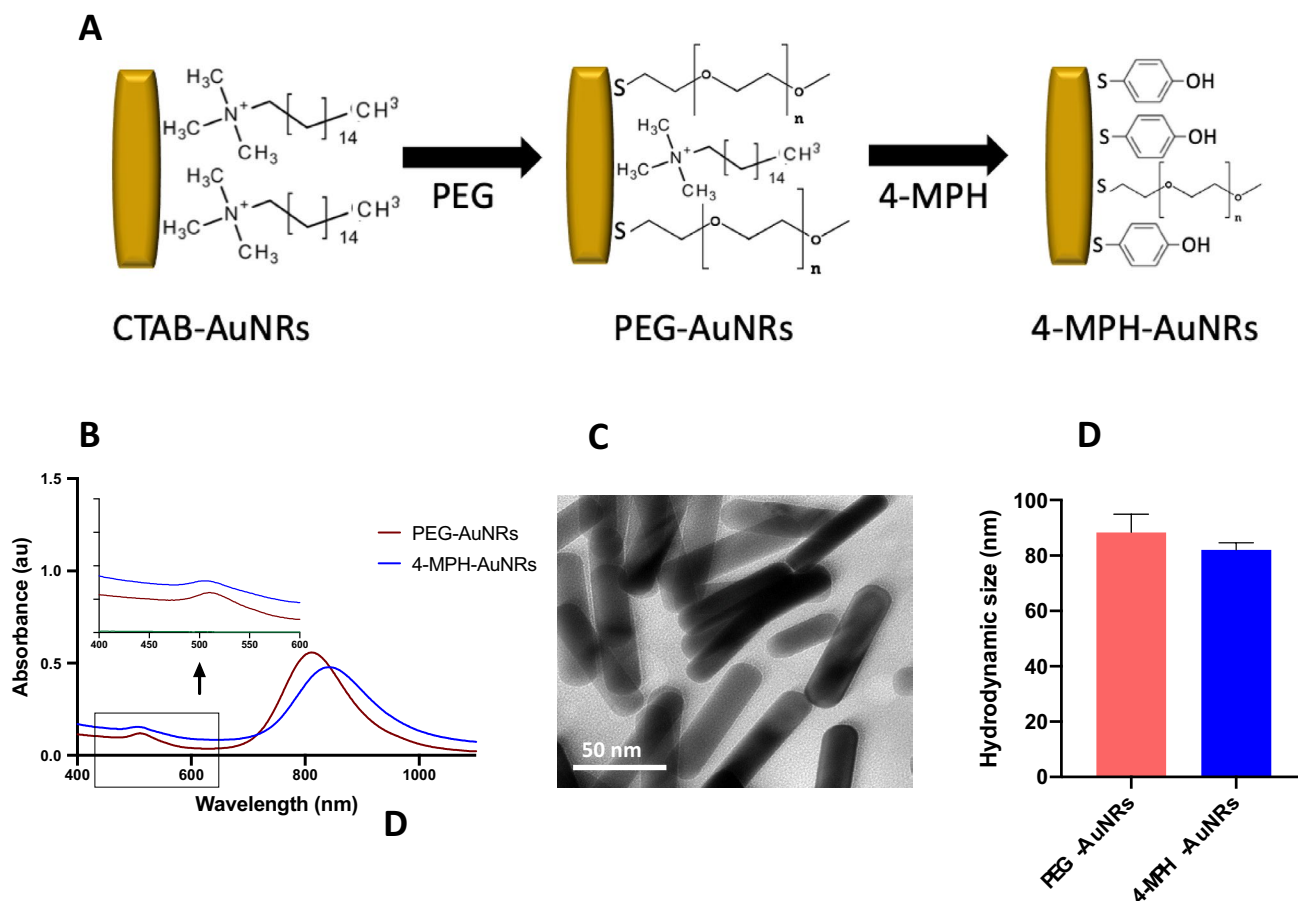 A
H₃C
H₃C
N⁺
CH₃
14
CH³
H₃C
H₃C
N⁺
CH₃
14
CH³
PEG
S
O
O
n
H₃C
H₃C
N⁺
CH₃
14
CH³
S
O
O
n
4-MPH
S
OH
S
OH
S
O
O
n
S
OH
CTAB-AuNRs
PEG-AuNRs
4-MPH-AuNRs
B
Absorbance (au)
1.5
1.0
0.5
0.0
400
450
500
550
600
PEG-AuNRs
4-MPH-AuNRs
400
600
800
1000
Wavelength (nm)
D
C
50 nm
D
Hydrodynamic size (nm)
100
80
60
40
20
0
PEG -AuNRs
4-MPH -AuNRs